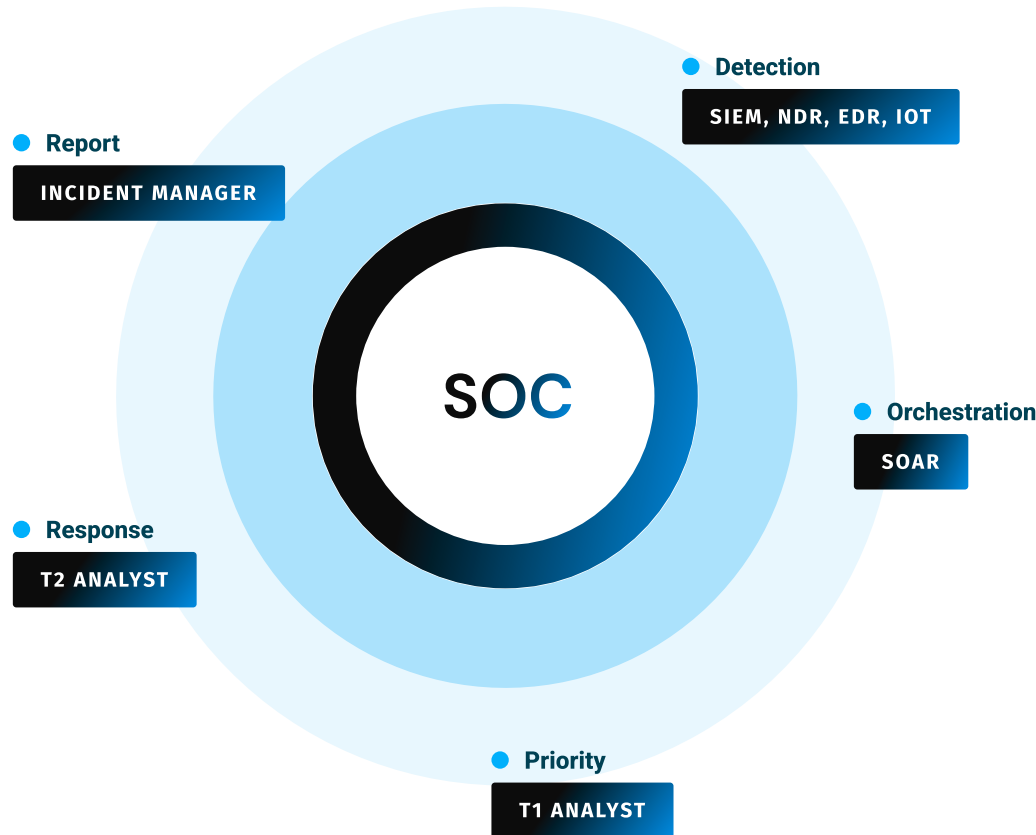 Detection
SIEM, NDR, EDR, IOT
Report
INCIDENT MANAGER
SOC
Orchestration
SOAR
Response
T2 ANALYST
Priority
T1 ANALYST